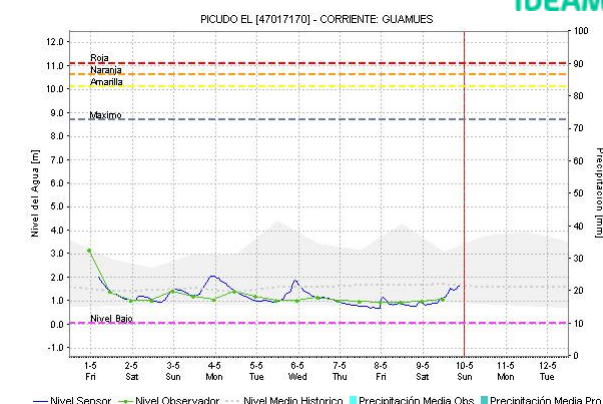 IDEAM
PICUDO EL [47017170] - CORRIENTE: GUAMUES
12.0
11.0
10.0
9.0
8.0
7.0
6.0
5.0
4.0
3.0
2.0
1.0
0.0
-1.0
Nivel del Agua [m]
Roja
Naranja
Amarilla
Maximo
Nivel Bajo
100
90
80
70
60
50
40
30
20
10
0
Precipitacion [mm]
1-5 2-5 3-5 4-5 5-5 6-5 7-5 8-5 9-5 10-5 11-5 12-5
Fri Sat Sun Mon Tue Wed Thu Fri Sat Sun Mon Tue
Nivel Sensor Nivel Observador Nivel Medio Historico Precipitación Media Obs. Precipitación Media Pro